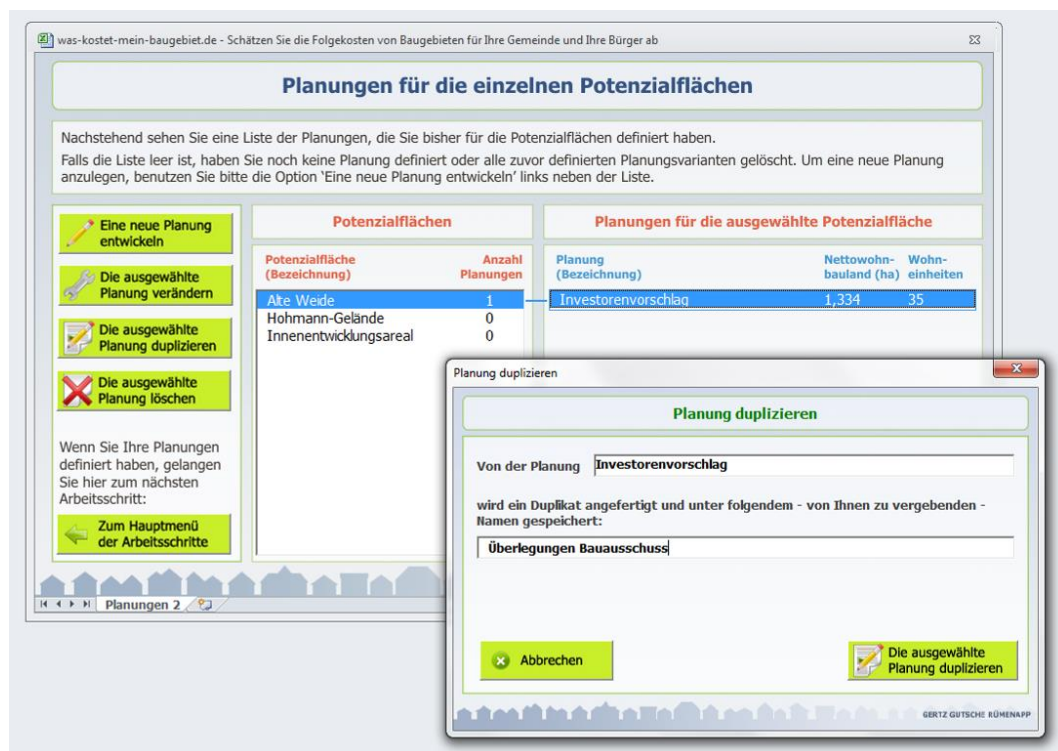 was-kostet-mein-baugebiet.de - Schätzen Sie die Folgekosten von Baugebieten für Ihre Gemeinde und Ihre Bürger ab
Planungen für die einzelnen Potenzialflächen
Nachstehend sehen Sie eine Liste der Planungen, die Sie bisher für die Potenzialflächen definiert haben.
Falls die Liste leer ist, haben Sie noch keine Planung definiert oder alle zuvor definierten Planungsvarianten gelöscht. Um eine neue Planung
anzulegen, benutzen Sie bitte die Option 'Eine neue Planung entwickeln' links neben der Liste.
Eine neue Planung
entwickeln
Die ausgewählte
Planung verändern
Die ausgewählte
Planung duplizieren
Die ausgewählte
Planung löschen
Wenn Sie Ihre Planungen
definiert haben, gelangen
Sie hier zum nächsten
Arbeitsschritt:
Zum Hauptmenü
der Arbeitsschritte
Potenzialflächen
Potenzialfläche Anzahl
(Bezeichnung) Planungen
Alte Weide 1
Hohmann-Gelände 0
Innenentwicklungsareal 0
Planungen für die ausgewählte Potenzialfläche
Planung Nettowohn- Wohn-
(Bezeichnung) bauland (ha) einheiten
Investorenvorschlag 1,334 35
Planungen 2
Planung duplizieren
Planung duplizieren
Von der Planung Investorenvorschlag
wird ein Duplikat angefertigt und unter folgendem - von Ihnen zu vergebenden -
Namen gespeichert:
Überlegungen Bauausschuss
Abbrechen
Die ausgewählte
Planung duplizieren
GERTZ GUTSCHE RÜMENAPP